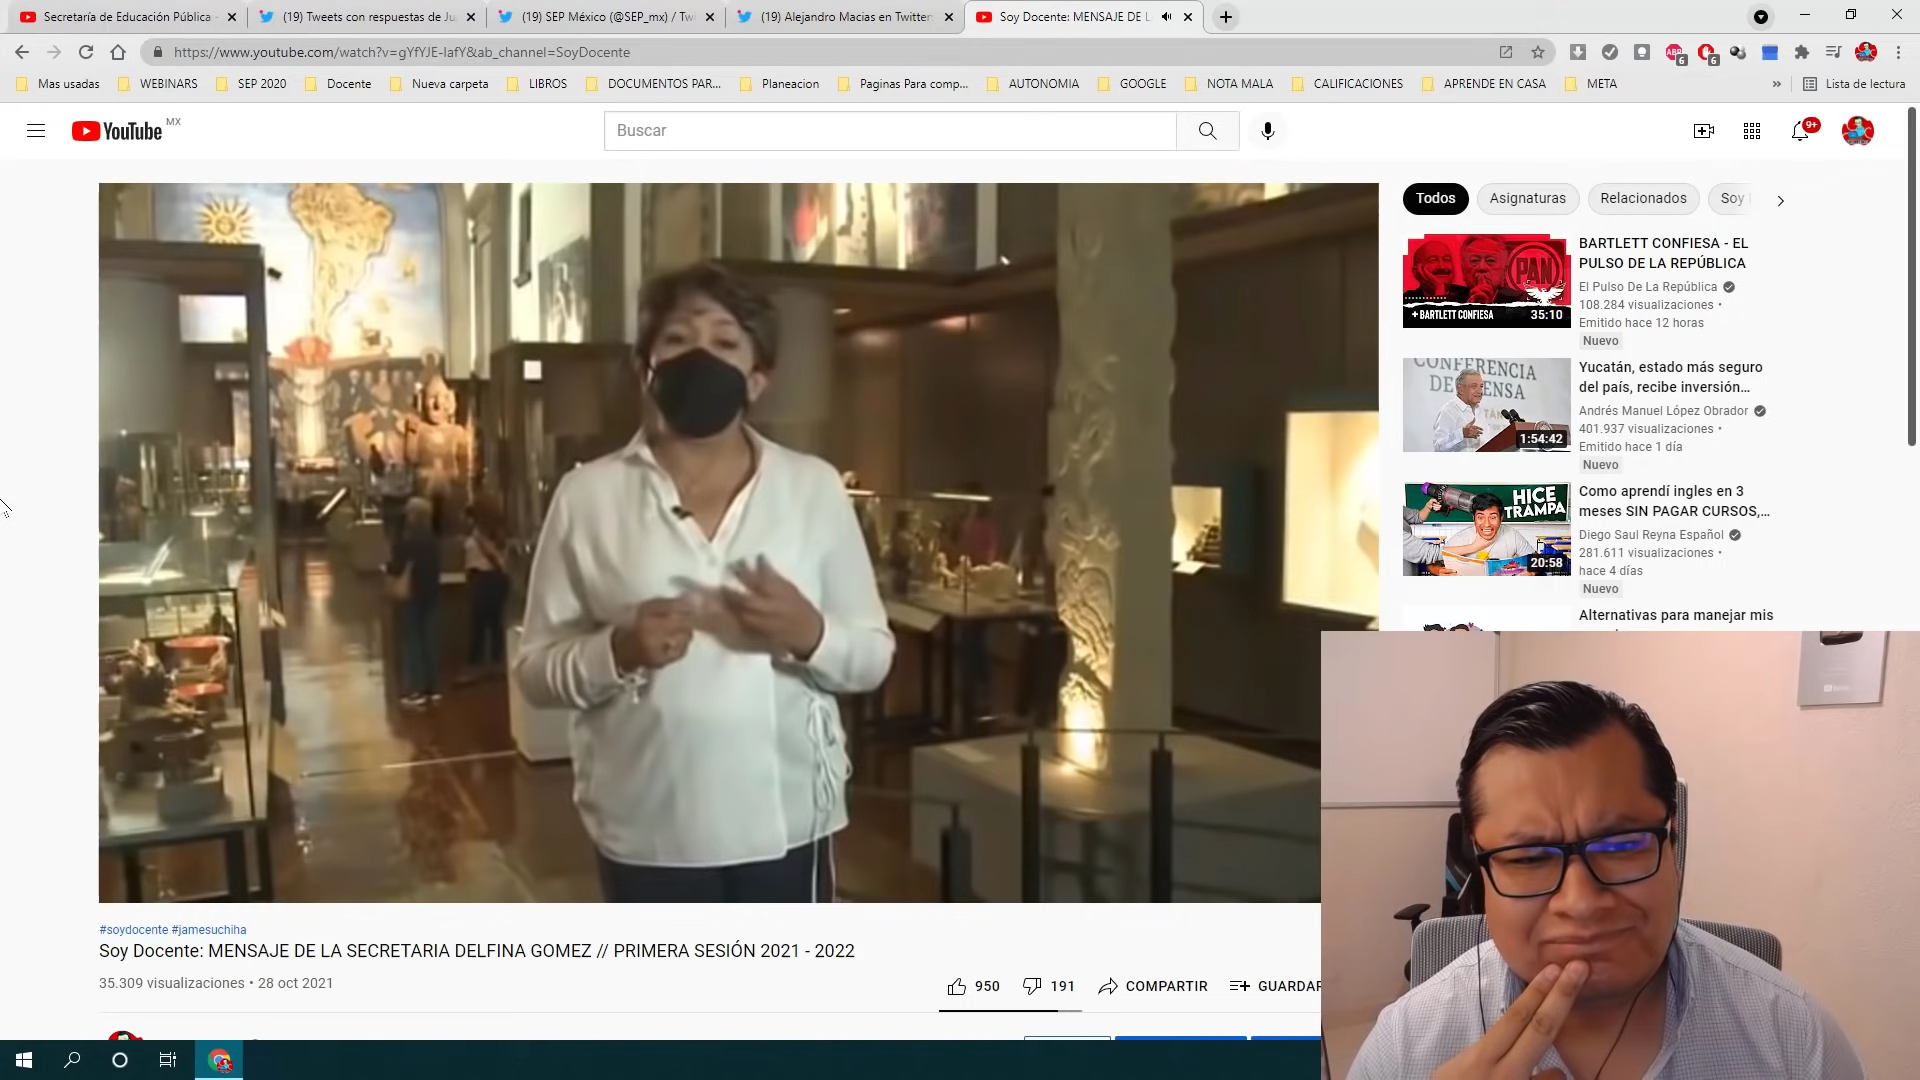 Secretaría de Educación Pública -
(19) Tweets con respuestas de Ju
(19) SEP México (@SEP_mx) / Twi
(19) Alejandro Macias en Twitter:
Soy Docente: MENSAJE DE L
https://www.youtube.com/watch?v=gYfYJE-IafY&ab_channel=SoyDocente
ABP
6
6
Mas usadas
WEBINARS
SEP 2020
Docente
Nueva carpeta
LIBROS
DOCUMENTOS PAR...
Planeacion
Paginas Para comp...
AUTONOMIA
GOOGLE
NOTA MALA
CALIFICACIONES
APRENDE EN CASA
META
»
Lista de lectura
YouTube MX
Buscar
9+
Todos
Asignaturas
Relacionados
Soy
BARTLETT CONFIESA - EL
PULSO DE LA REPÚBLICA
El Pulso De La República
108.284 visualizaciones •
Emitido hace 12 horas
Nuevo
PAN
+ BARTLETT CONFIESA
35:10
Yucatán, estado más seguro
del país, recibe inversión...
Andrés Manuel López Obrador
401.937 visualizaciones •
Emitido hace 1 día
Nuevo
CONFERENCIA
1:54:42
Como aprendí ingles en 3
meses SIN PAGAR CURSOS,...
Diego Saul Reyna Español
281.611 visualizaciones •
hace 4 días
Nuevo
HICE
TRAMPA
20:58
Alternativas para manejar mis
#soydocente #jamesuchiha
Soy Docente: MENSAJE DE LA SECRETARIA DELFINA GOMEZ // PRIMERA SESIÓN 2021 - 2022
35.309 visualizaciones • 28 oct 2021
950
191
COMPARTIR
GUARDAR